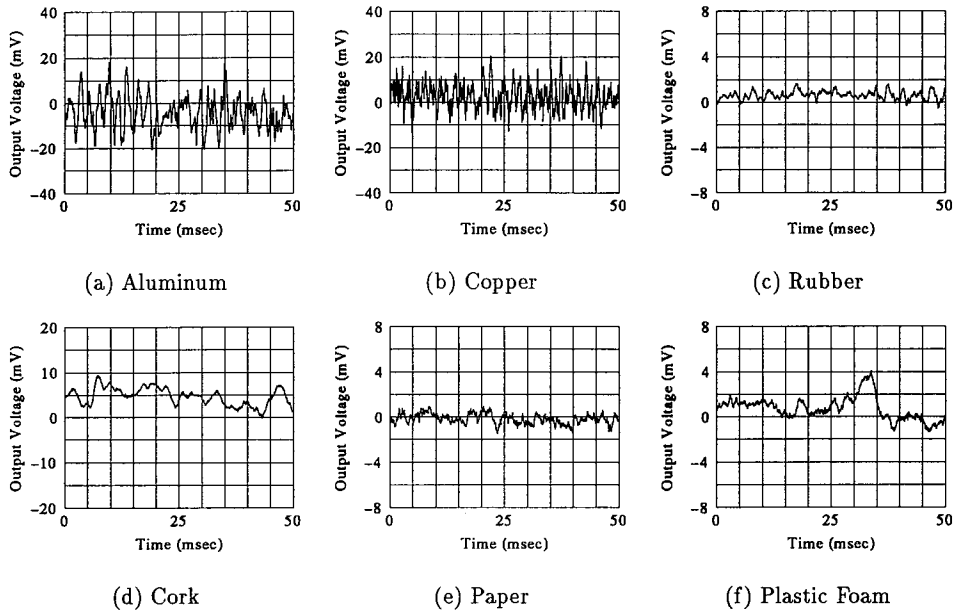 Output Voltage (mV)
40
20
0
−20
−40
0 25 50
Time (msec)
(a) Aluminum
Output Voltage (mV)
40
20
0
−20
−40
0 25 50
Time (msec)
(b) Copper
Output Voltage (mV)
8
4
0
−4
−8
0 25 50
Time (msec)
(c) Rubber
Output Voltage (mV)
20
10
0
−10
−20
0 25 50
Time (msec)
(d) Cork
Output Voltage (mV)
8
4
0
−4
−8
0 25 50
Time (msec)
(e) Paper
Output Voltage (mV)
8
4
0
−4
−8
0 25 50
Time (msec)
(f) Plastic Foam